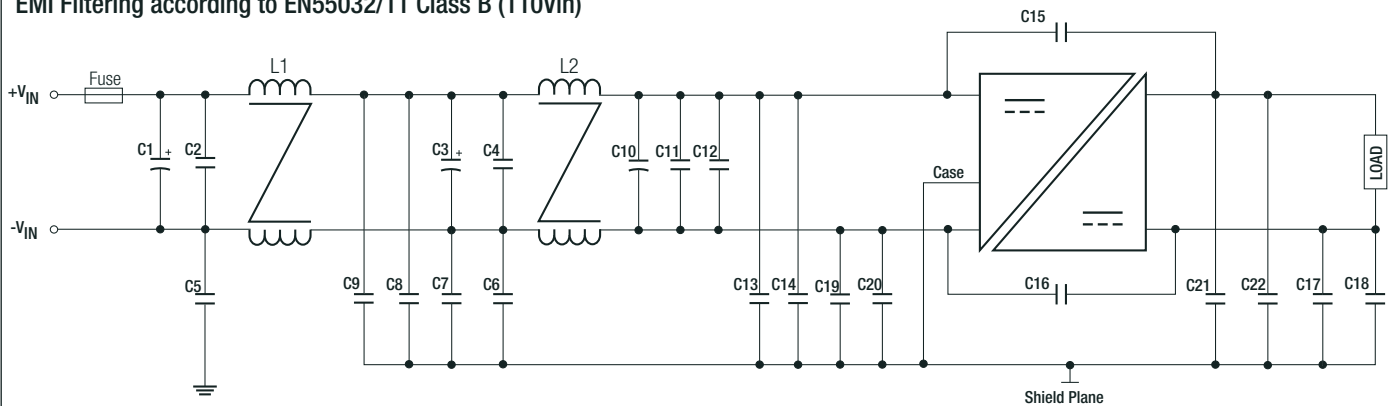 EMI Filtering according to EN55032/11 Class B (110Vin)
C15
+VIN
Fuse
L1
L2
C1
+
C2
C3
+
C4
C10
C11
C12
Case
LOAD
-VIN
C5
C9
C8
C7
C6
C13
C14
C19
C20
C16
C21
C22
C17
C18
Shield Plane